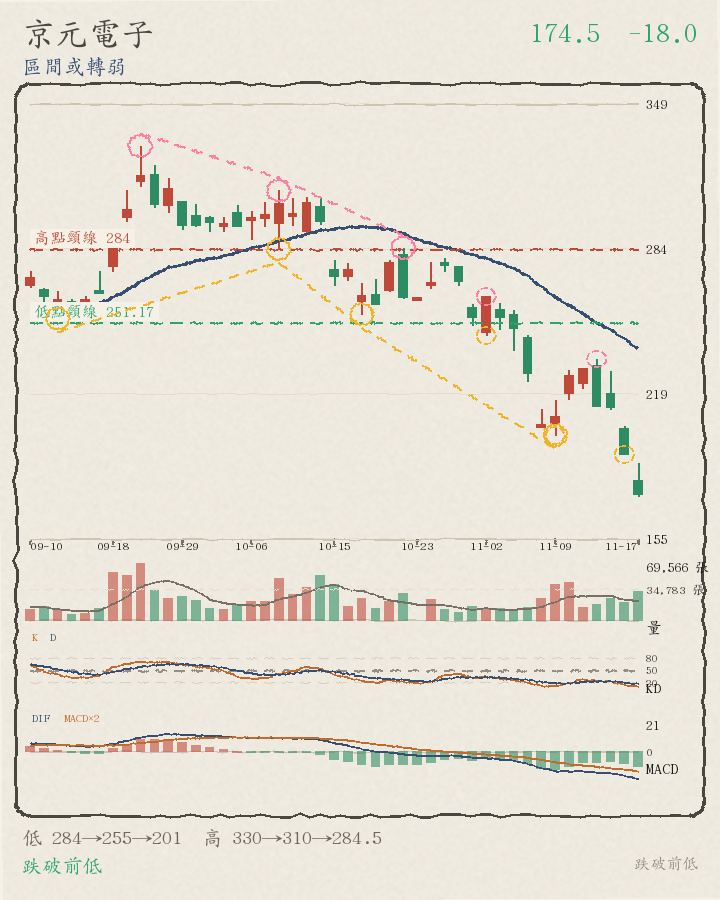 京元電子
174.5 -18.0
區間或轉弱
349
高點頸線 284
284
低點頸線 251.17
219
155
09-10 09-18 09-29 10-06 10-15 10-23 11-02 11-09 11-17
69,566 張
34,783 張
量
K D
80
50
20
KD
DIF MACD×2
21
0
MACD
低 284→255→201 高 330→310→284.5
跌破前低 跌破前低